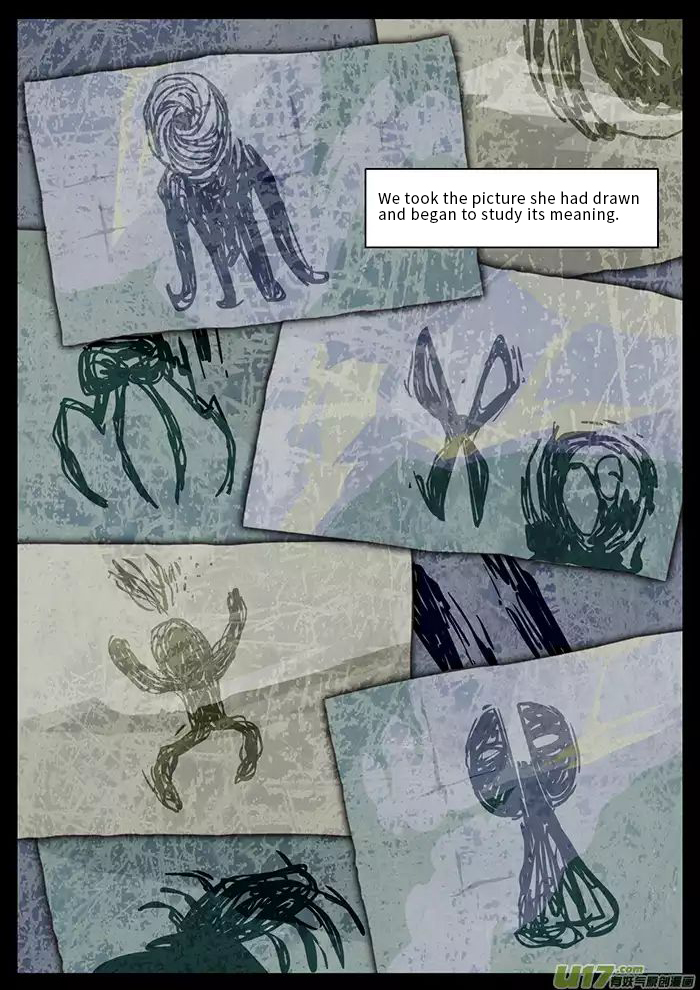 We took the picture she had drawn
and began to study its meaning.
U17.com
有妖气原创漫画